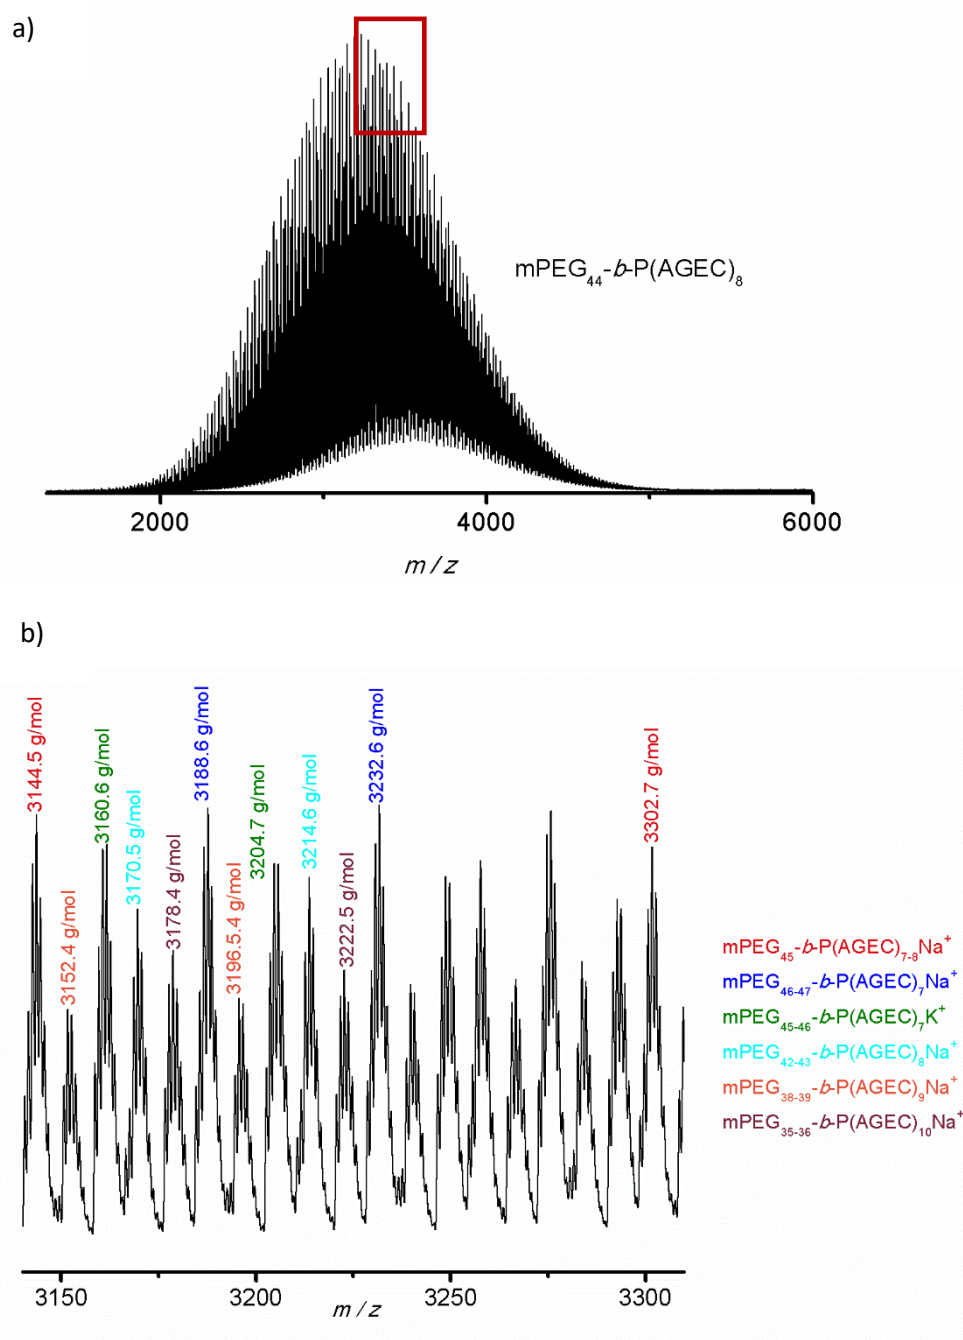 a)
mPEG₄₄-b-P(AGEC)₈
2000 4000 6000
m / z
b)
3144.5 g/mol
3152.4 g/mol
3160.6 g/mol
3170.5 g/mol
3178.4 g/mol
3188.6 g/mol
3196.5.4 g/mol
3204.7 g/mol
3214.6 g/mol
3222.5 g/mol
3232.6 g/mol
3302.7 g/mol
mPEG₄₅-b-P(AGEC)₇₋₈Na⁺
mPEG₄₆₋₄₇-b-P(AGEC)₇Na⁺
mPEG₄₅₋₄₆-b-P(AGEC)₇K⁺
mPEG₄₂₋₄₃-b-P(AGEC)₈Na⁺
mPEG₃₈₋₃₉-b-P(AGEC)₉Na⁺
mPEG₃₅₋₃₆-b-P(AGEC)₁₀Na⁺
3150 3200 3250 3300
m / z